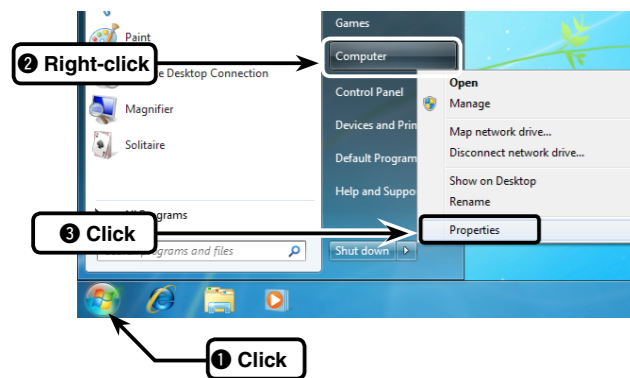 Paint
Desktop Connection
Magnifier
Solitaire
Programs
programs and files
Games
Computer
Control Panel
Devices and Prin
Default Program
Help and Suppo
Shut down
Open
Manage
Map network drive...
Disconnect network drive...
Show on Desktop
Rename
Properties
❷ Right-click
❸ Click
❶ Click